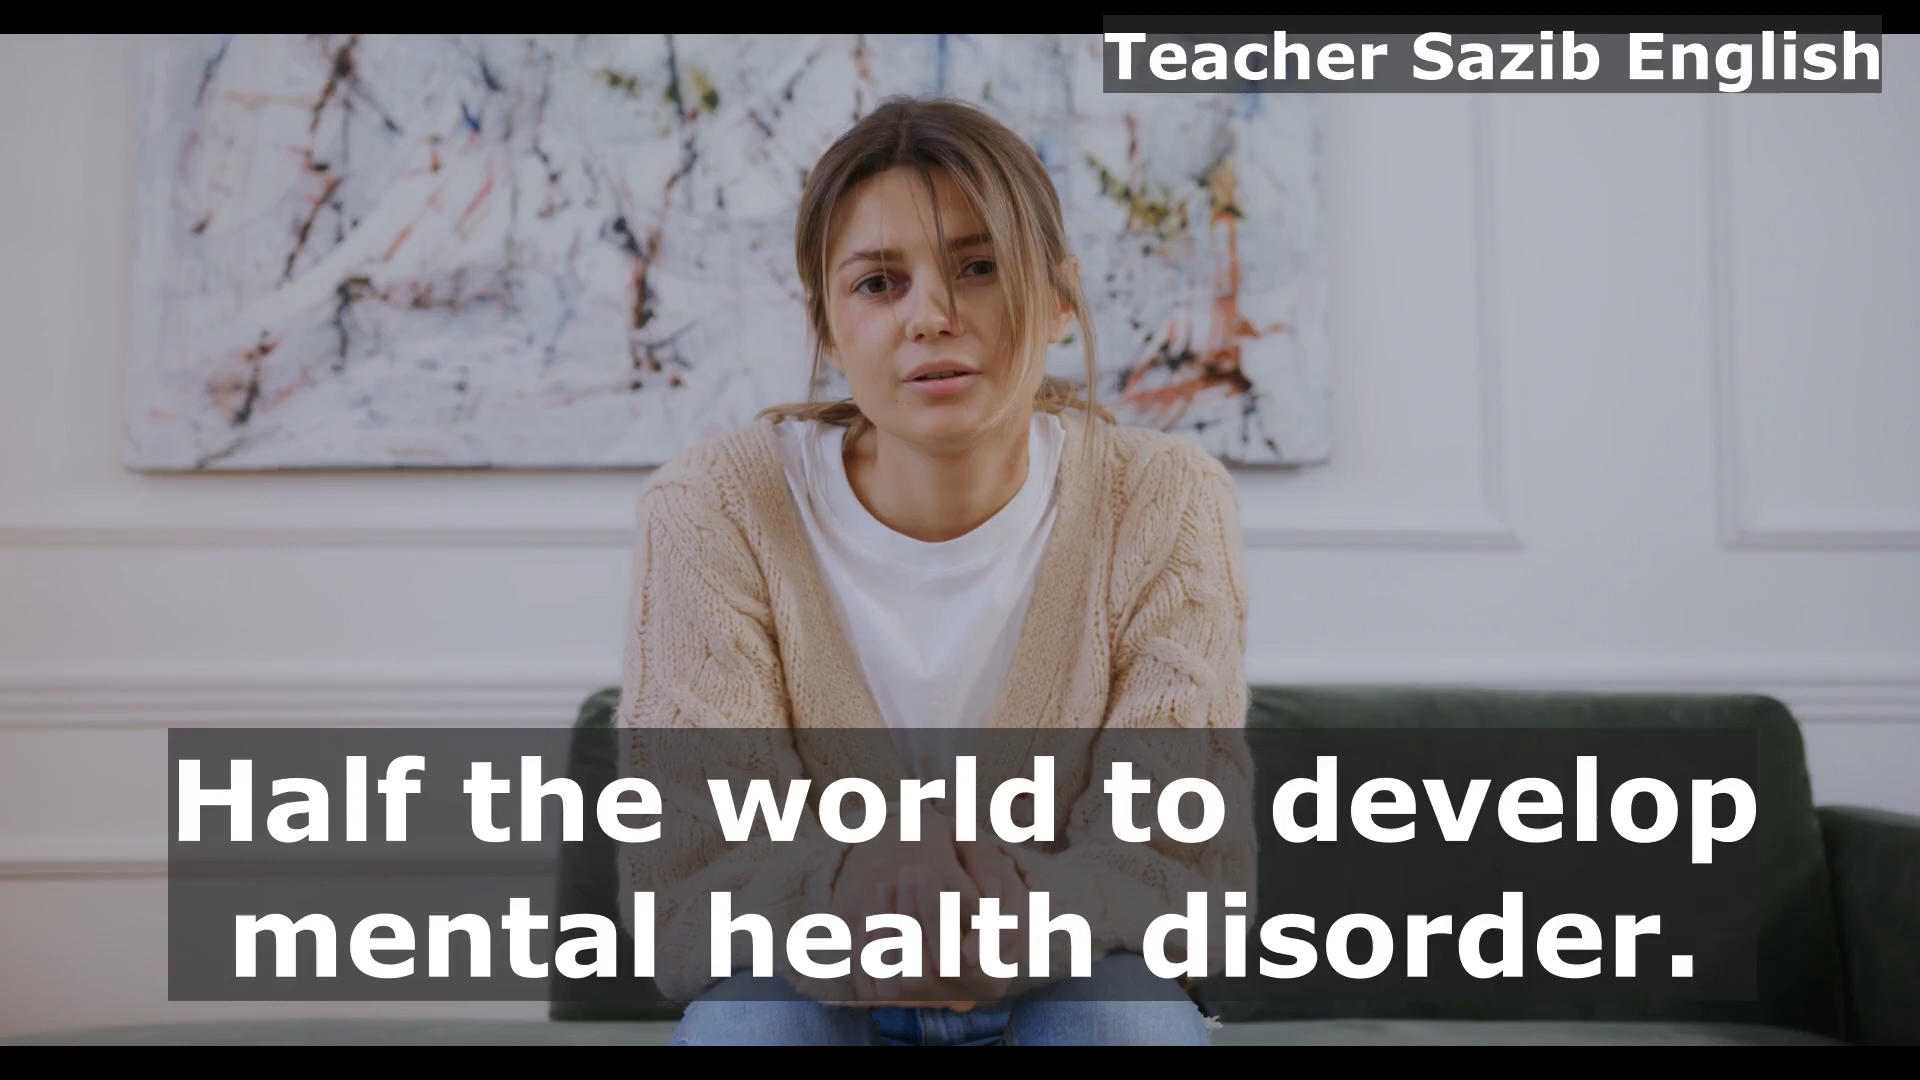 Teacher Sazib English
Half the world to develop
mental health disorder.